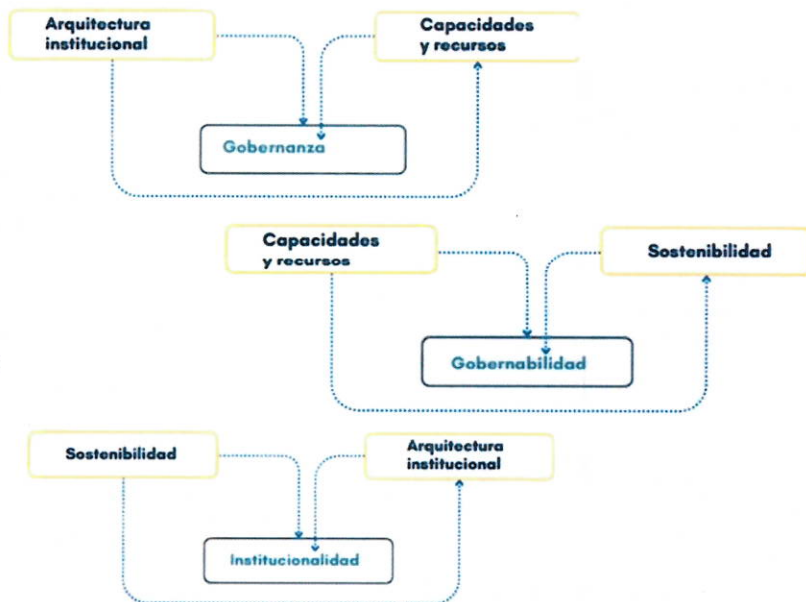 Arquitectura
institucional
Capacidades
y recursos
Gobernanza
Capacidades
y recursos
Sostenibilidad
Gobernabilidad
Sostenibilidad
Arquitectura
institucional
Institucionalidad